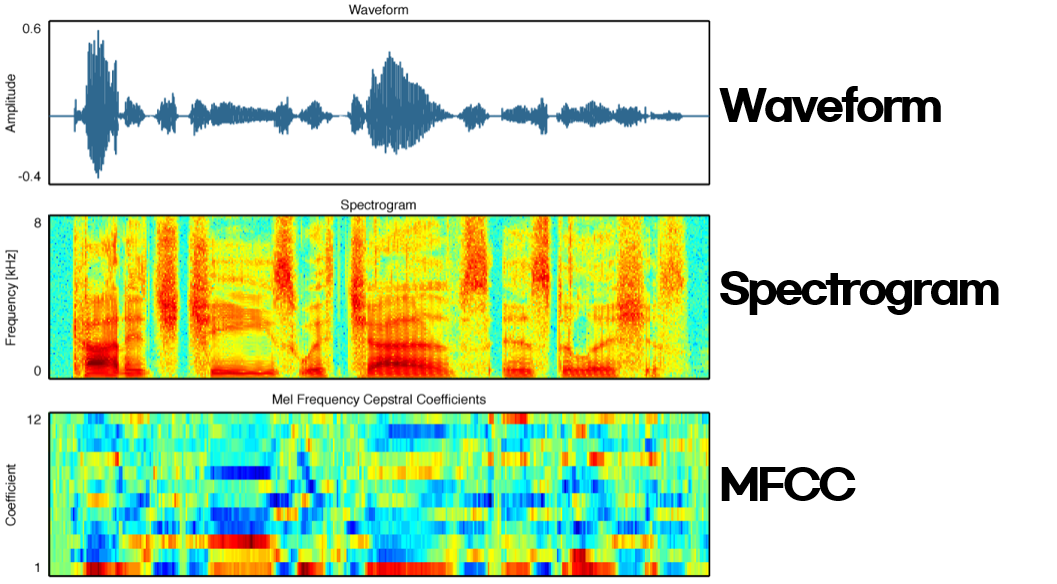 Waveform
0.6
Amplitude
-0.4
Waveform
Spectrogram
8
Frequency [kHz]
0
Spectrogram
Mel Frequency Cepstral Coefficients
12
Coefficient
1
MFCC